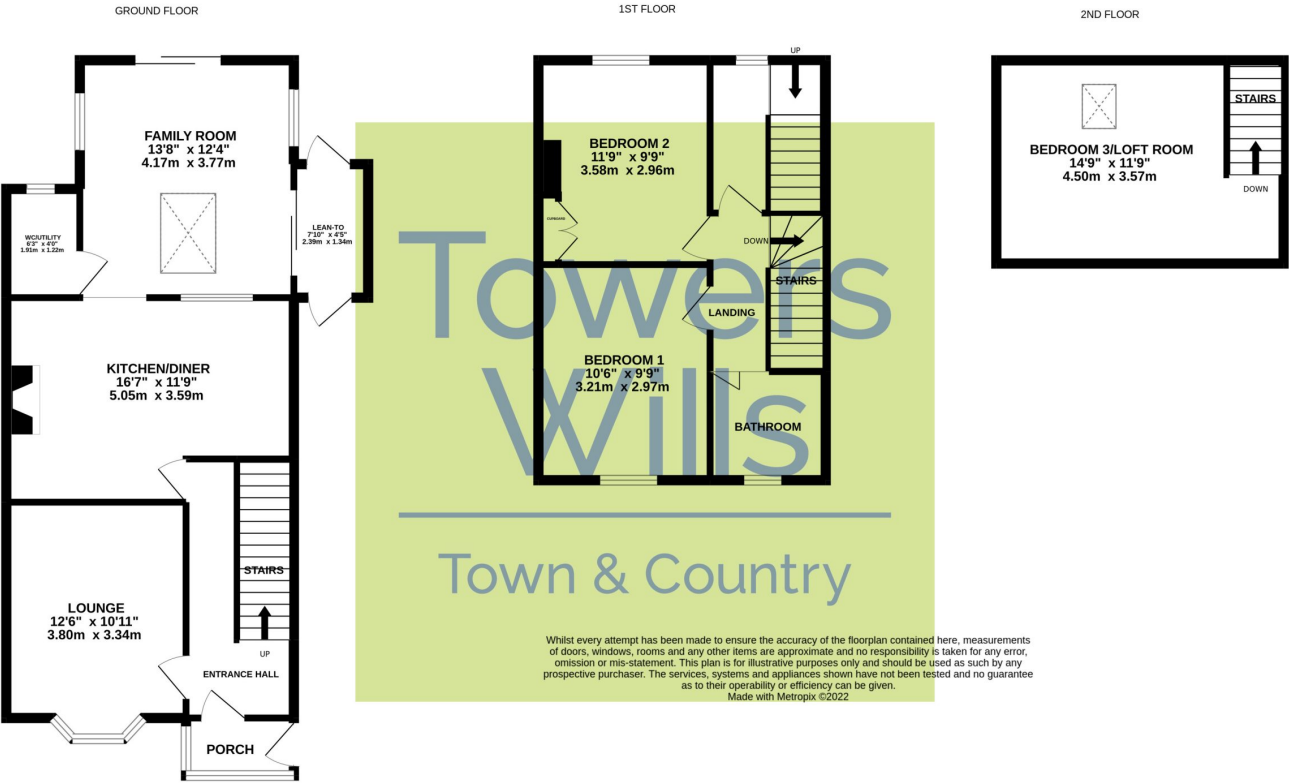 GROUND FLOOR
FAMILY ROOM
13'8" x 12'4"
4.17m x 3.77m
WC/UTILITY
6'3" x 4'0"
1.91m x 1.22m
LEAN-TO
7'10" x 4'5"
2.39m x 1.34m
KITCHEN/DINER
16'7" x 11'9"
5.05m x 3.59m
LOUNGE
12'6" x 10'11"
3.80m x 3.34m
STAIRS
UP
ENTRANCE HALL
PORCH
1ST FLOOR
UP
BEDROOM 2
11'9" x 9'9"
3.58m x 2.96m
CUPBOARD
DOWN
STAIRS
LANDING
BEDROOM 1
10'6" x 9'9"
3.21m x 2.97m
BATHROOM
2ND FLOOR
STAIRS
BEDROOM 3/LOFT ROOM
14'9" x 11'9"
4.50m x 3.57m
DOWN
Towers
Wills
Town & Country
Whilst every attempt has been made to ensure the accuracy of the floorplan contained here, measurements
of doors, windows, rooms and any other items are approximate and no responsibility is taken for any error,
omission or mis-statement. This plan is for illustrative purposes only and should be used as such by any
prospective purchaser. The services, systems and appliances shown have not been tested and no guarantee
as to their operability or efficiency can be given.
Made with Metropix ©2022